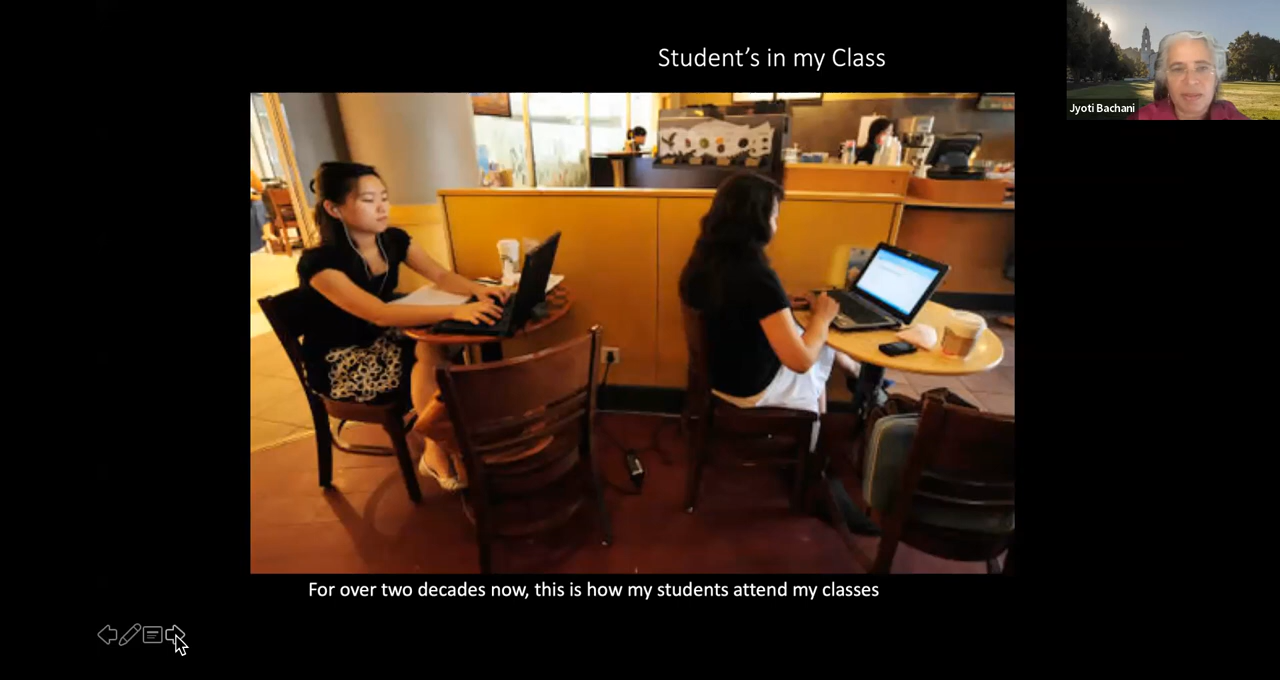 Student's in my Class
Jyoti Bachani
For over two decades now, this is how my students attend my classes